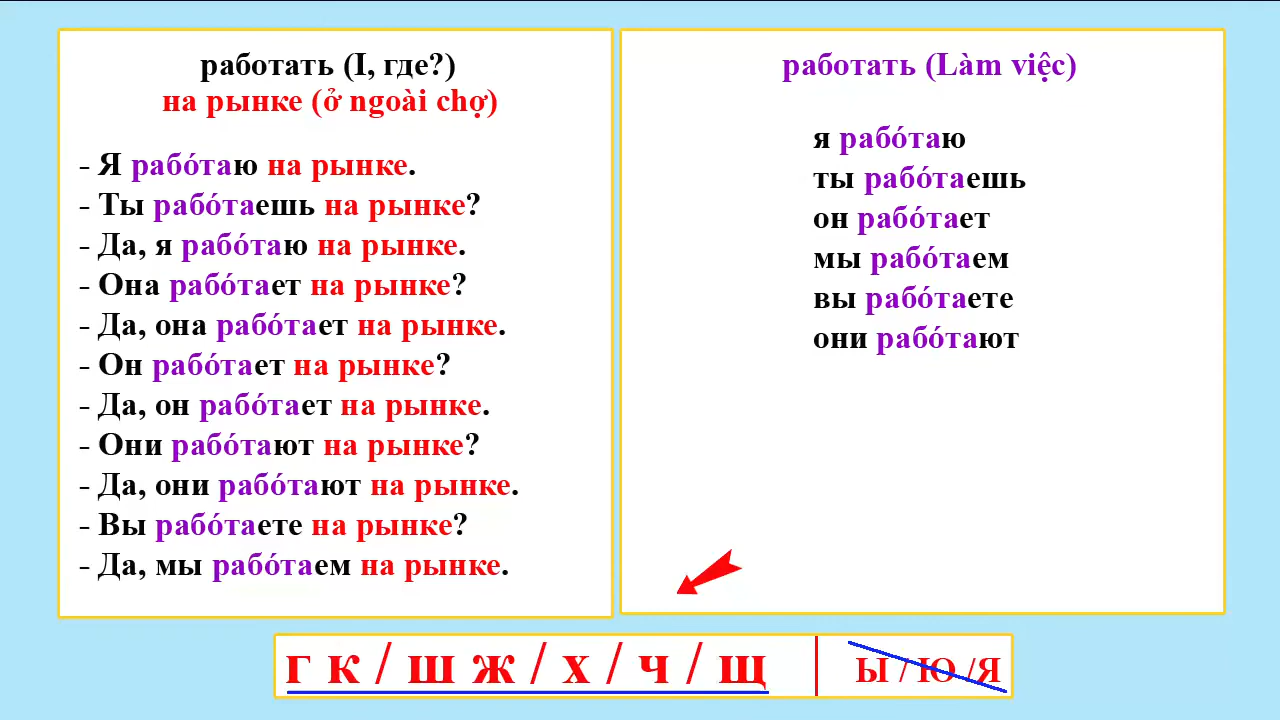 работать (I, где?)
на рынке (ở ngoài chợ)
- Я рабо́таю на рынке.
- Ты рабо́таешь на рынке?
- Да, я рабо́таю на рынке.
- Она рабо́тает на рынке?
- Да, она рабо́тает на рынке.
- Он рабо́тает на рынке?
- Да, он рабо́тает на рынке.
- Они рабо́тают на рынке?
- Да, они рабо́тают на рынке.
- Вы рабо́таете на рынке?
- Да, мы рабо́таем на рынке.
работать (Làm việc)
я рабо́таю
ты рабо́таешь
он рабо́тает
мы рабо́таем
вы рабо́таете
они рабо́тают
г к / ш ж / х / ч / щ
Ы / Ю /Я